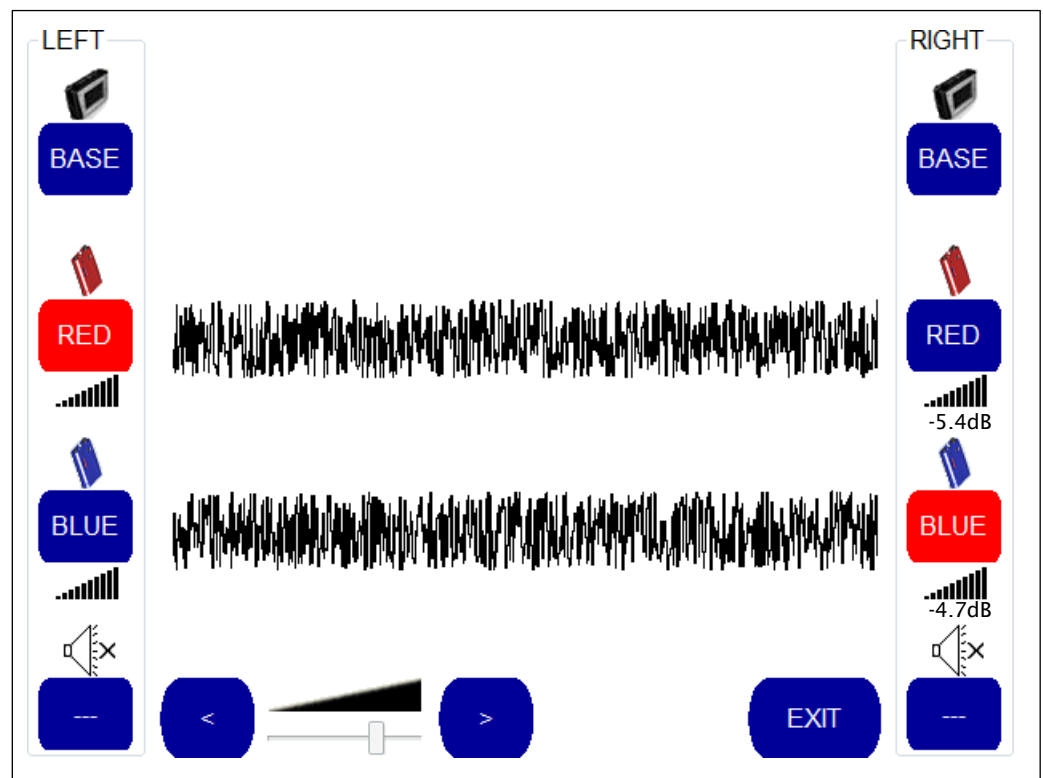 LEFT
RIGHT
BASE
BASE
RED
RED
-5.4dB
BLUE
BLUE
-4.7dB
---
<
>
EXIT
---